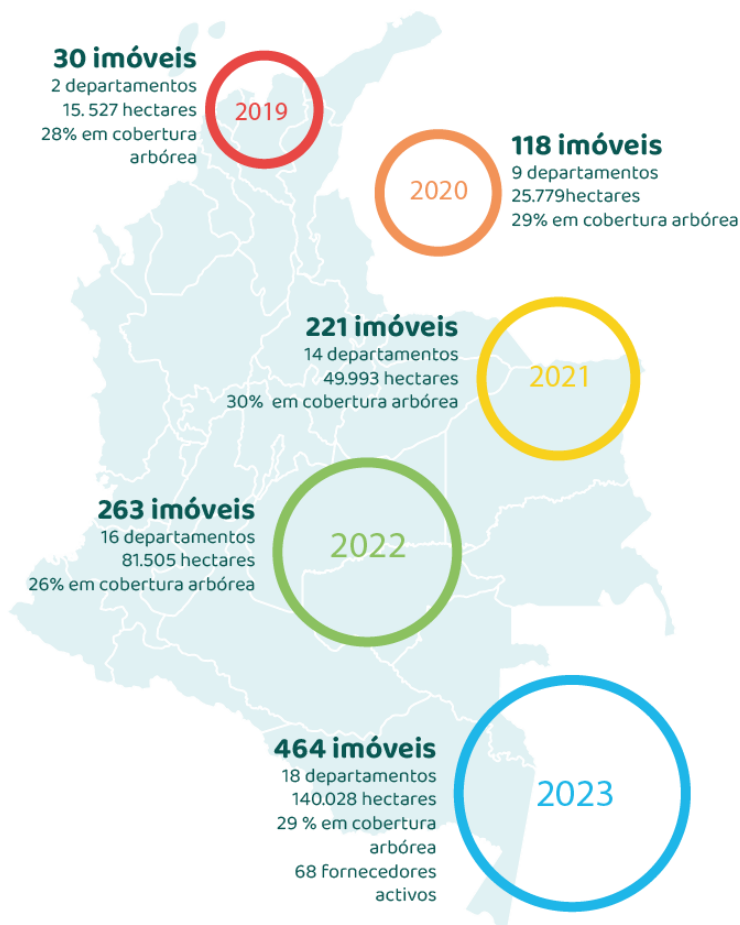 30 imóveis
2 departamentos
15. 527 hectares
28% em cobertura
arbórea
2019
118 imóveis
9 departamentos
25.779hectares
29% em cobertura arbórea
2020
221 imóveis
14 departamentos
49.993 hectares
30% em cobertura arbórea
2021
263 imóveis
16 departamentos
81.505 hectares
26% em cobertura arbórea
2022
464 imóveis
18 departamentos
140.028 hectares
29 % em cobertura
arbórea
68 fornecedores
activos
2023